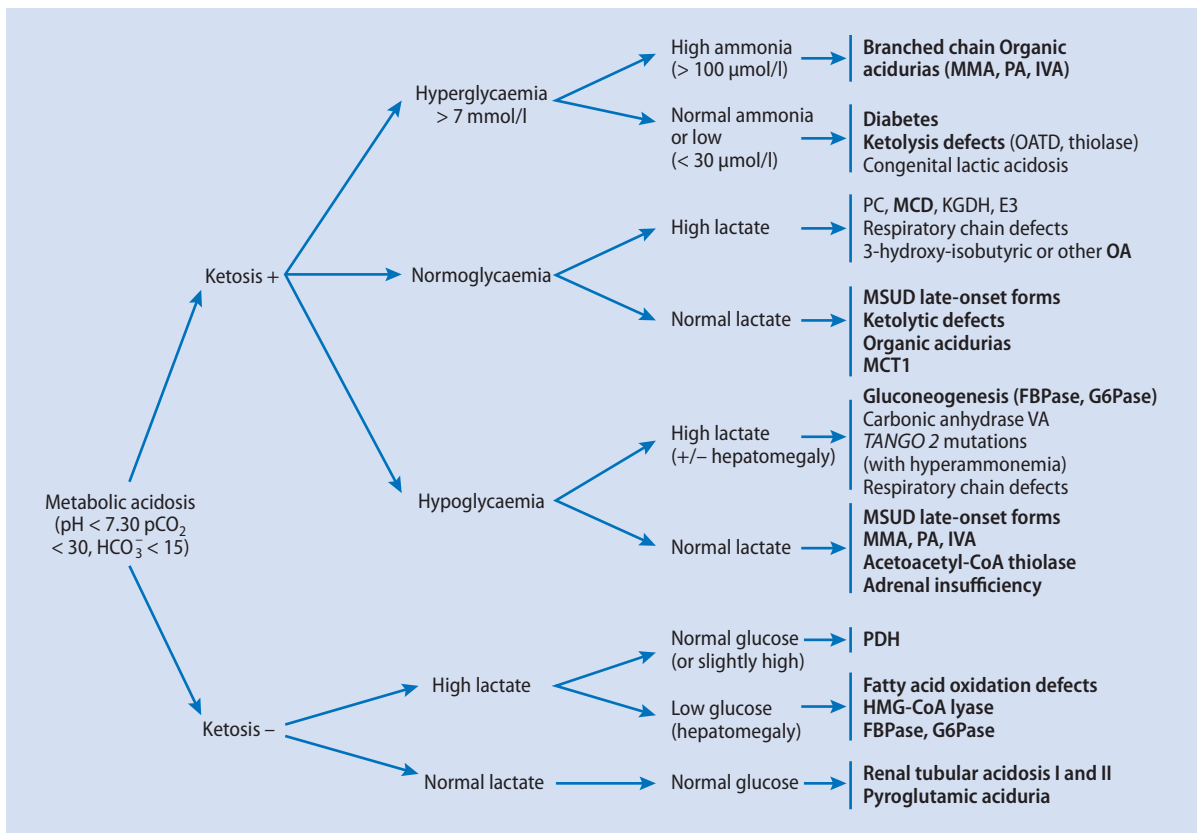 High ammonia
(> 100 µmol/l)
Branched chain Organic
acidurias (MMA, PA, IVA)
Hyperglycaemia
> 7 mmol/l
Normal ammonia
or low
(< 30 µmol/l)
Diabetes
Ketolysis defects (OATD, thiolase)
Congenital lactic acidosis
Ketosis +
Normoglycaemia
High lactate
PC, MCD, KGDH, E3
Respiratory chain defects
3-hydroxy-isobutyric or other OA
Normal lactate
MSUD late-onset forms
Ketolytic defects
Organic acidurias
MCT1
Hypoglycaemia
High lactate
(+/– hepatomegaly)
Gluconeogenesis (FBPase, G6Pase)
Carbonic anhydrase VA
TANGO 2 mutations
(with hyperammonemia)
Respiratory chain defects
Normal lactate
MSUD late-onset forms
MMA, PA, IVA
Acetoacetyl-CoA thiolase
Adrenal insufficiency
Metabolic acidosis
(pH < 7.30 pCO₂
< 30, HCO₃⁻ < 15)
Ketosis –
High lactate
Normal glucose
(or slightly high)
PDH
Low glucose
(hepatomegaly)
Fatty acid oxidation defects
HMG-CoA lyase
FBPase, G6Pase
Normal lactate
Normal glucose
Renal tubular acidosis I and II
Pyroglutamic aciduria